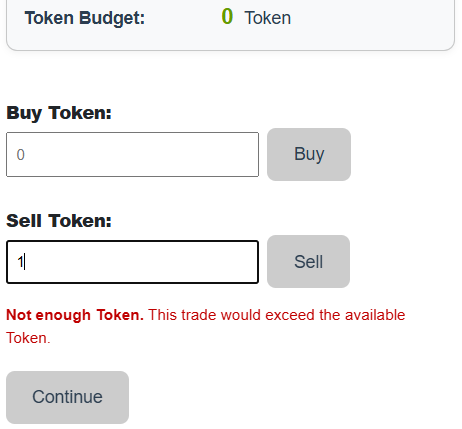 Token Budget: 0 Token
Buy Token:
0 Buy
Sell Token:
1 Sell
Not enough Token. This trade would exceed the available
Token.
Continue